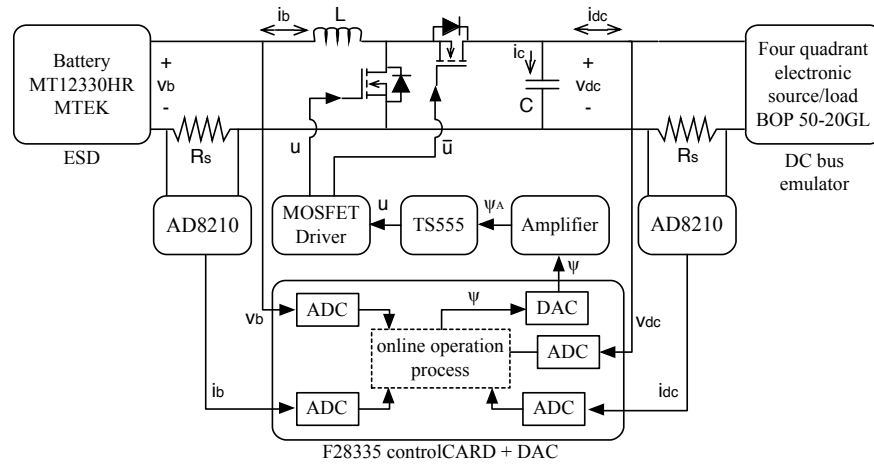 ib
L
idc
Battery
MT12330HR
MTEK
+
vb
-
ic
C
+
vdc
-
Four quadrant
electronic
source/load
BOP 50-20GL
Rs
Rs
ESD
u
u̅
DC bus
emulator
AD8210
MOSFET
Driver
u
TS555
ψA
Amplifier
AD8210
ψ
vb
ADC
ψ
DAC
vdc
online operation
process
ADC
ib
ADC
ADC
idc
F28335 controlCARD + DAC